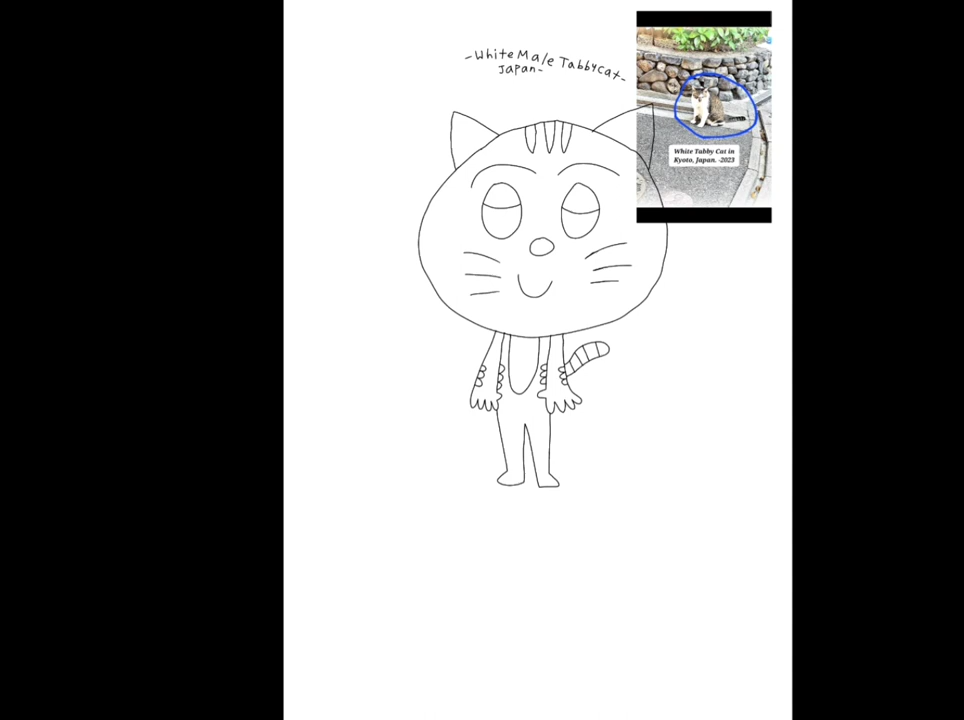 -White Male Tabbycat-
Japan-
White Tabby Cat in
Kyoto, Japan. -2023